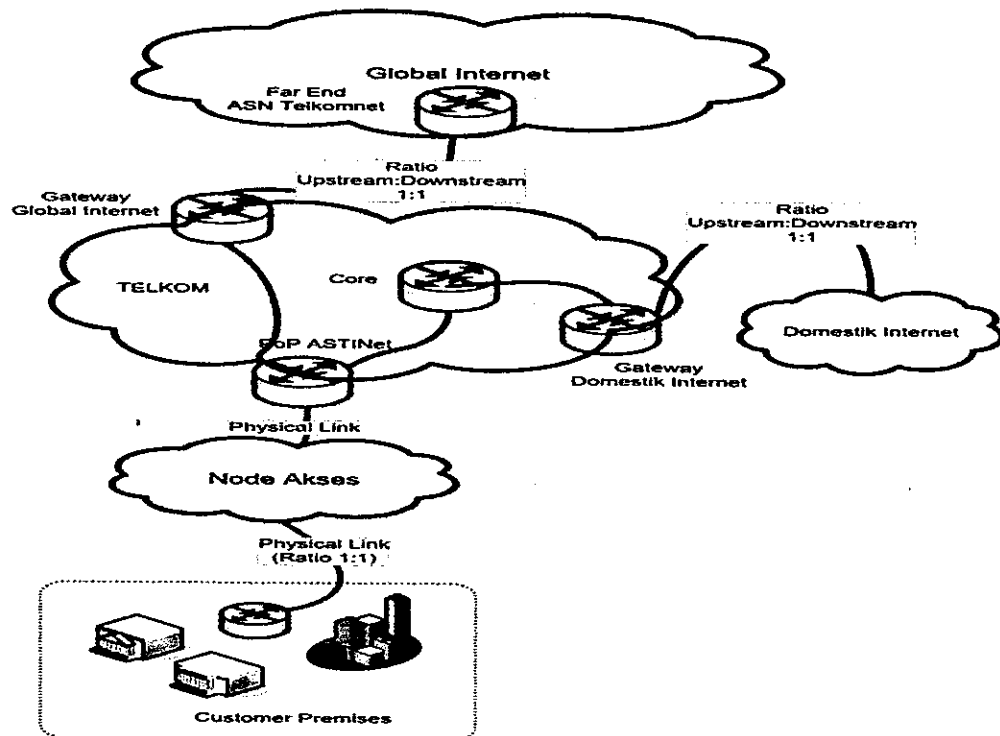 Global Internet
Far End
ASN Telkomnet
Ratio
Upstream:Downstream
1:1
Gateway
Global Internet
Ratio
Upstream:Downstream
1:1
TELKOM
Core
PoP ASTINet
Domestik Internet
Gateway
Domestik Internet
Physical Link
Node Akses
Physical Link
(Ratio 1:1)
Customer Premises